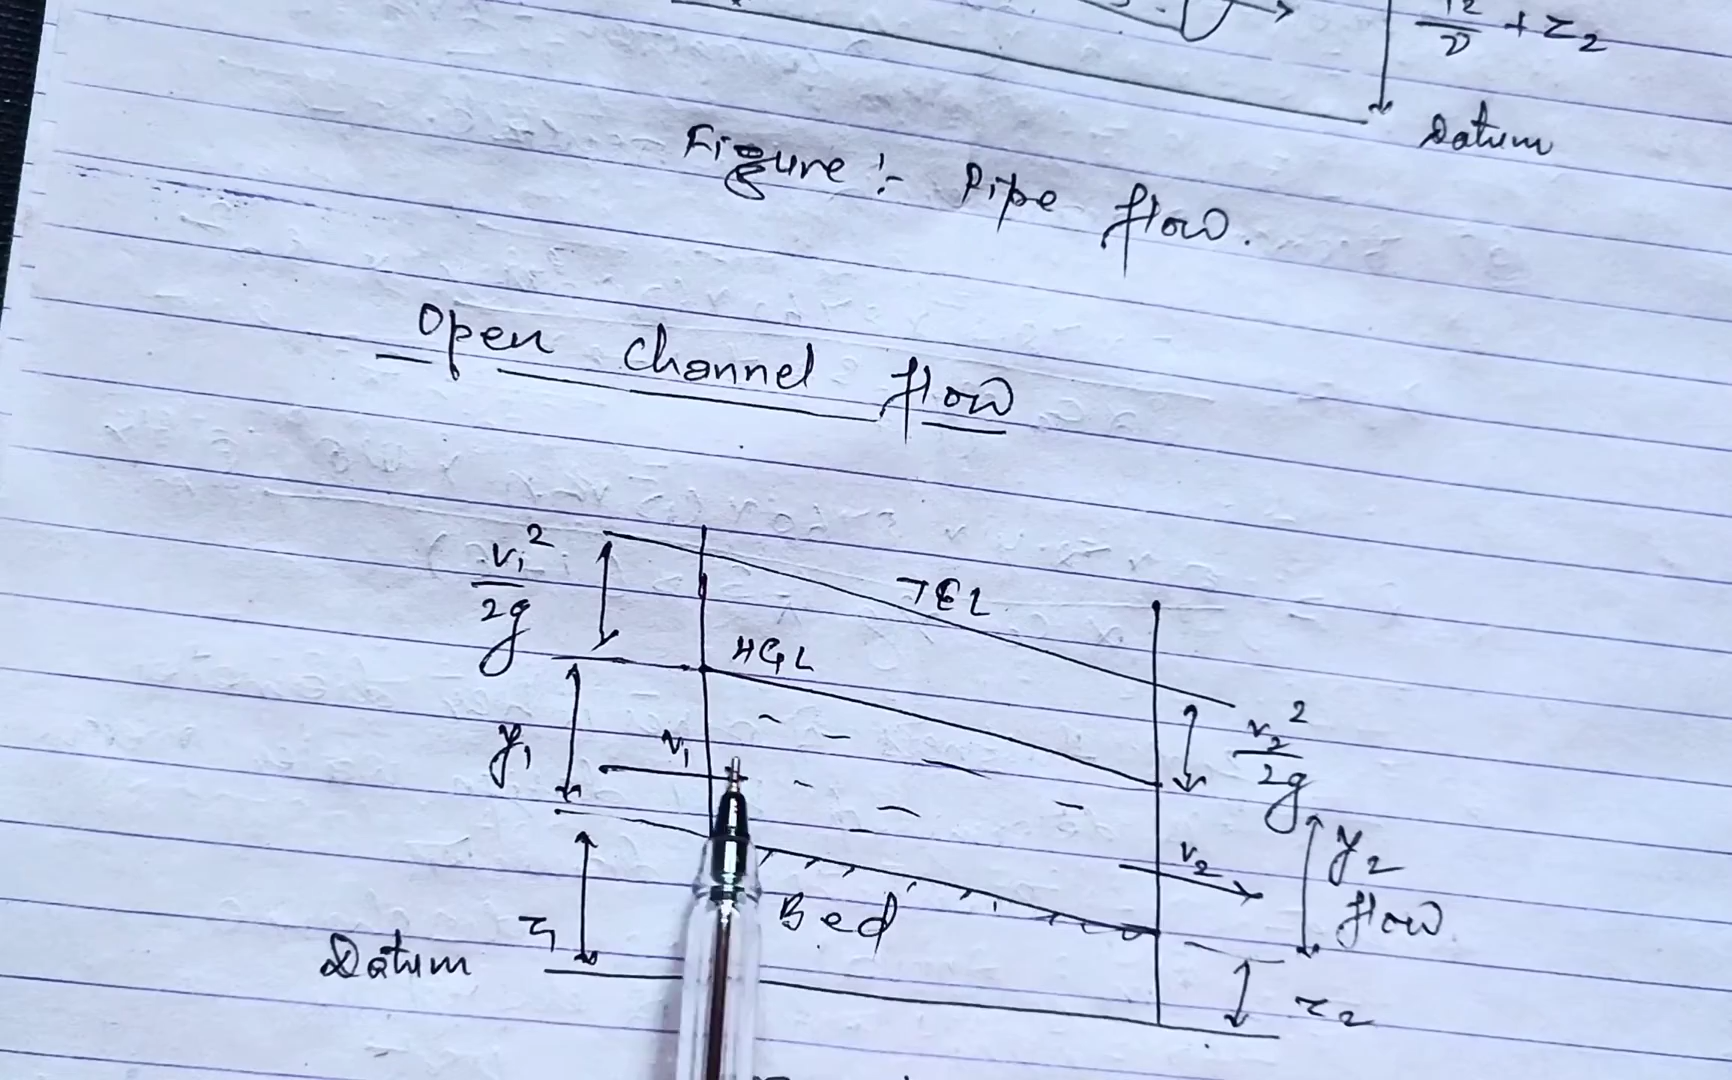 + z₂
Datum
Figure :- Pipe flow.
Open channel flow
v₁²
2g
TEL
HGL
v₂²
2g
y₁
v₁
y₂
flow
v₂
Bed
z₁
Datum
z₂